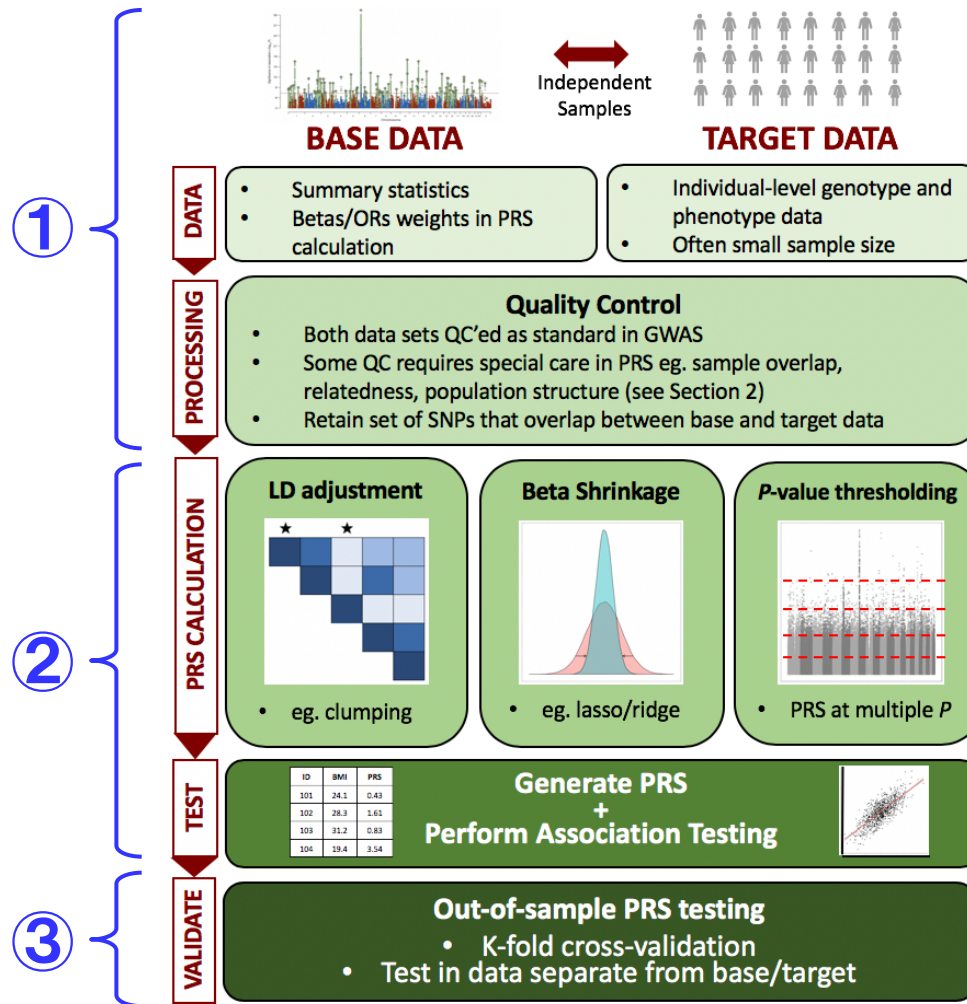 Independent
Samples
BASE DATA
TARGET DATA
①
DATA
• Summary statistics
• Betas/ORs weights in PRS
calculation
• Individual-level genotype and
phenotype data
• Often small sample size
PROCESSING
Quality Control
• Both data sets QC'ed as standard in GWAS
• Some QC requires special care in PRS eg. sample overlap,
relatedness, population structure (see Section 2)
• Retain set of SNPs that overlap between base and target data
②
PRS CALCULATION
LD adjustment
• eg. clumping
Beta Shrinkage
• eg. lasso/ridge
P-value thresholding
• PRS at multiple P
TEST
ID BMI PRS
101 24.1 0.43
102 28.3 1.61
103 31.2 0.83
104 19.4 3.54
Generate PRS
+
Perform Association Testing
③
VALIDATE
Out-of-sample PRS testing
• K-fold cross-validation
• Test in data separate from base/target